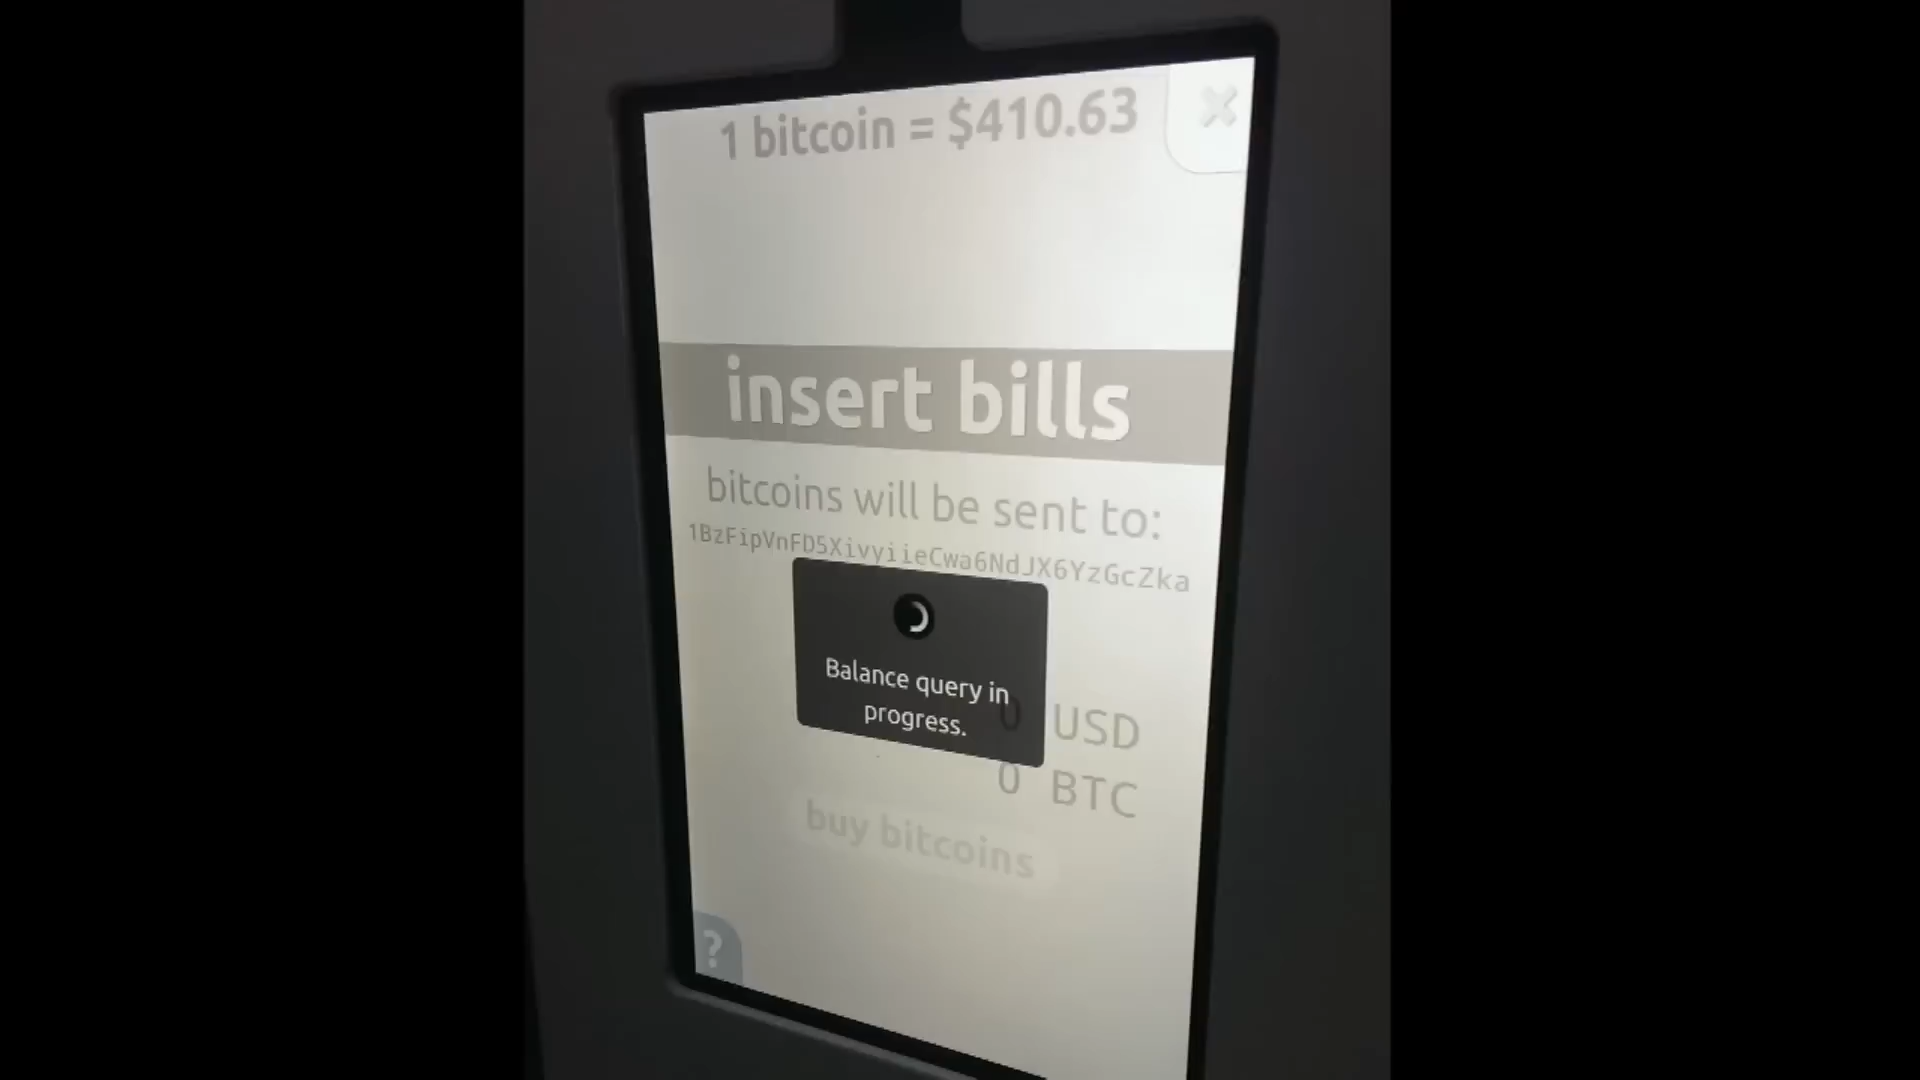 1 bitcoin = $410.63
insert bills
bitcoins will be sent to:
1BzFipVnFD5XivyiieCwa6NdJX6YzGcZka
Balance query in
progress.
0 USD
0 BTC
buy bitcoins
?